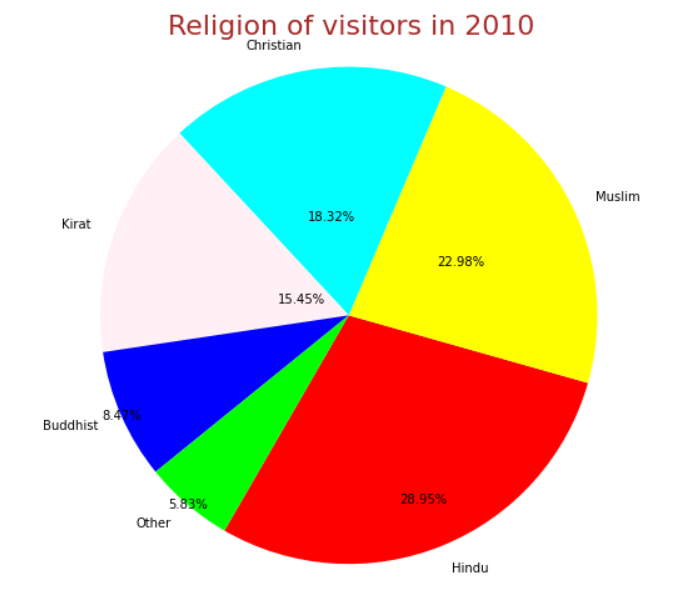 Religion of visitors in 2010
Christian
Muslim
18.32%
Kirat
22.98%
15.45%
8.47%
Buddhist
28.95%
5.83%
Other
Hindu